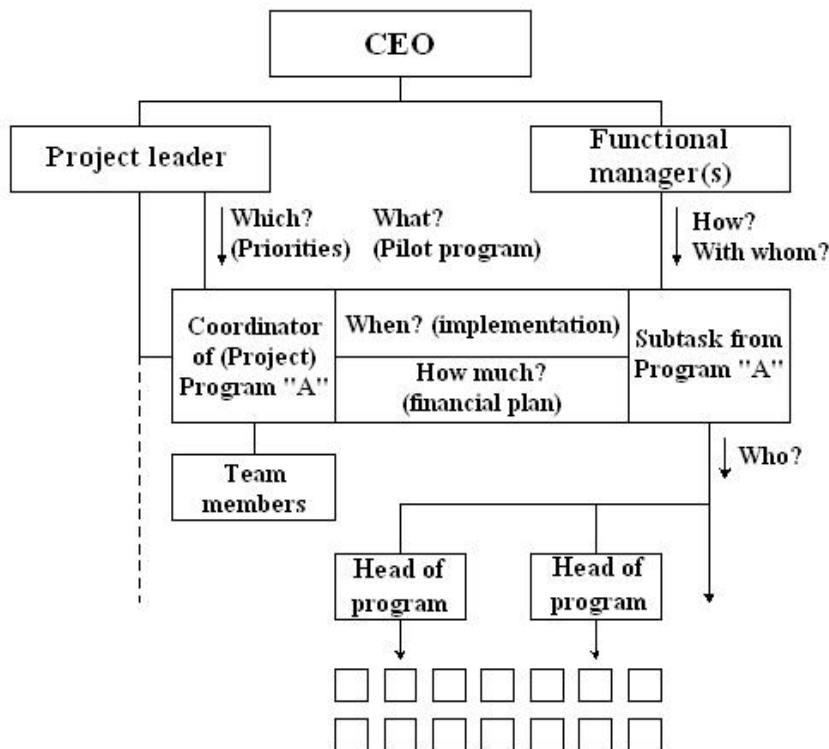 CEO
Project leader
Functional
manager(s)
Which?
(Priorities)
What?
(Pilot program)
How?
With whom?
Coordinator
of (Project)
Program "A"
When? (implementation)
How much?
(financial plan)
Subtask from
Program "A"
Who?
Team
members
Head of
program
Head of
program